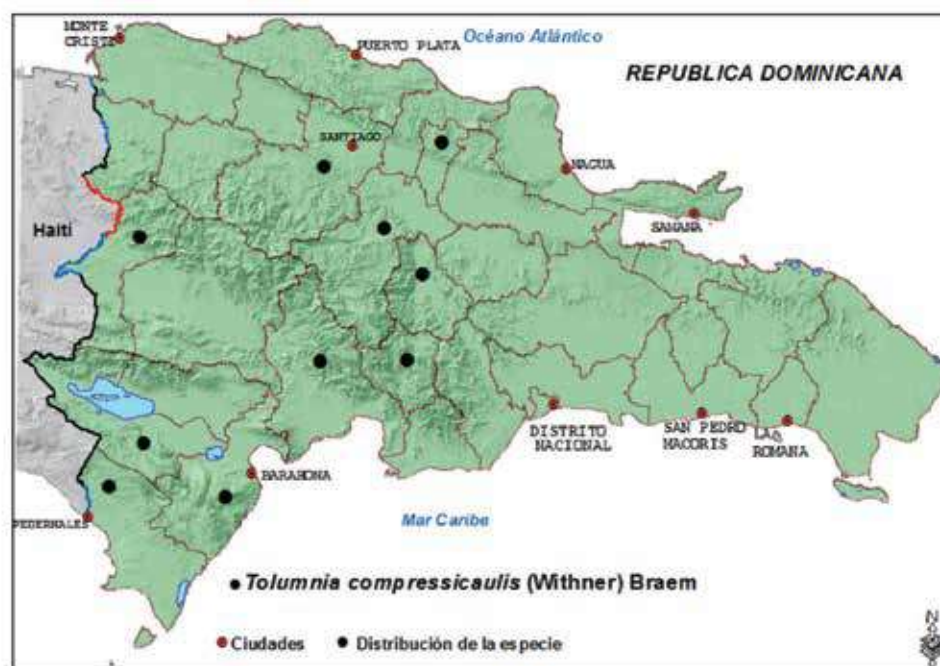 MONTE
CRISTI
PUERTO PLATA
Océano Atlántico
REPUBLICA DOMINICANA
SANTIAGO
NAGUA
SAMANA
Haití
DISTRITO
NACIONAL
SAN PEDRO
MACORIS
LA
ROMANA
BARAHONA
PEDERNALES
Mar Caribe
Tolumnia compressicaulis (Withner) Braem
Ciudades
Distribución de la especie